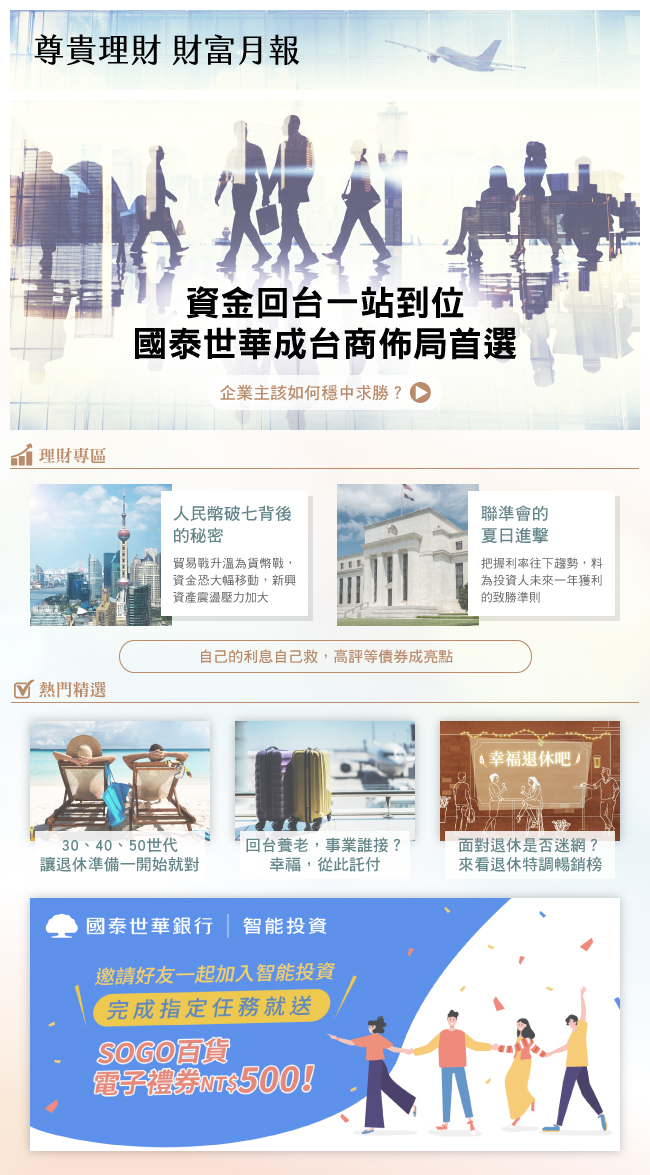 尊貴理財 財富月報
資金回台一站到位
國泰世華成台商佈局首選
企業主該如何穩中求勝？
理財專區
人民幣破七背後
的秘密
貿易戰升溫為貨幣戰，
資金恐大幅移動，新興
資產震盪壓力加大
聯準會的
夏日進擊
把握利率往下趨勢，料
為投資人未來一年獲利
的致勝準則
自己的利息自己救，高評等債券成亮點
熱門精選
30、40、50世代
讓退休準備一開始就對
回台養老，事業誰接？
幸福，從此託付
幸福退休吧
面對退休是否迷網？
來看退休特調暢銷榜
國泰世華銀行｜智能投資
邀請好友一起加入智能投資
完成指定任務就送
SOGO百貨
電子禮券NT$500!